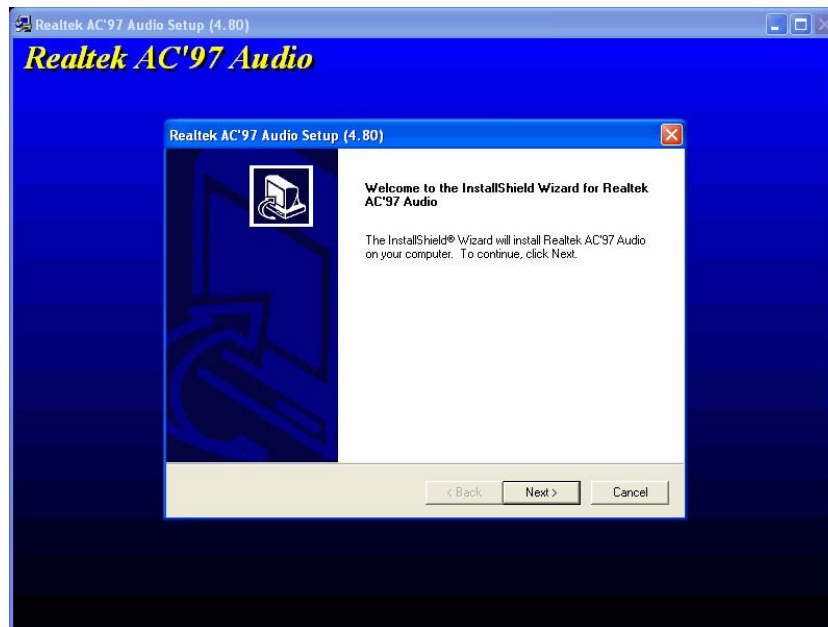 Realtek AC'97 Audio Setup (4.80)
Realtek AC'97 Audio
Realtek AC'97 Audio Setup (4.80)
Welcome to the InstallShield Wizard for Realtek
AC'97 Audio
The InstallShield® Wizard will install Realtek AC'97 Audio
on your computer. To continue, click Next.
< Back
Next >
Cancel